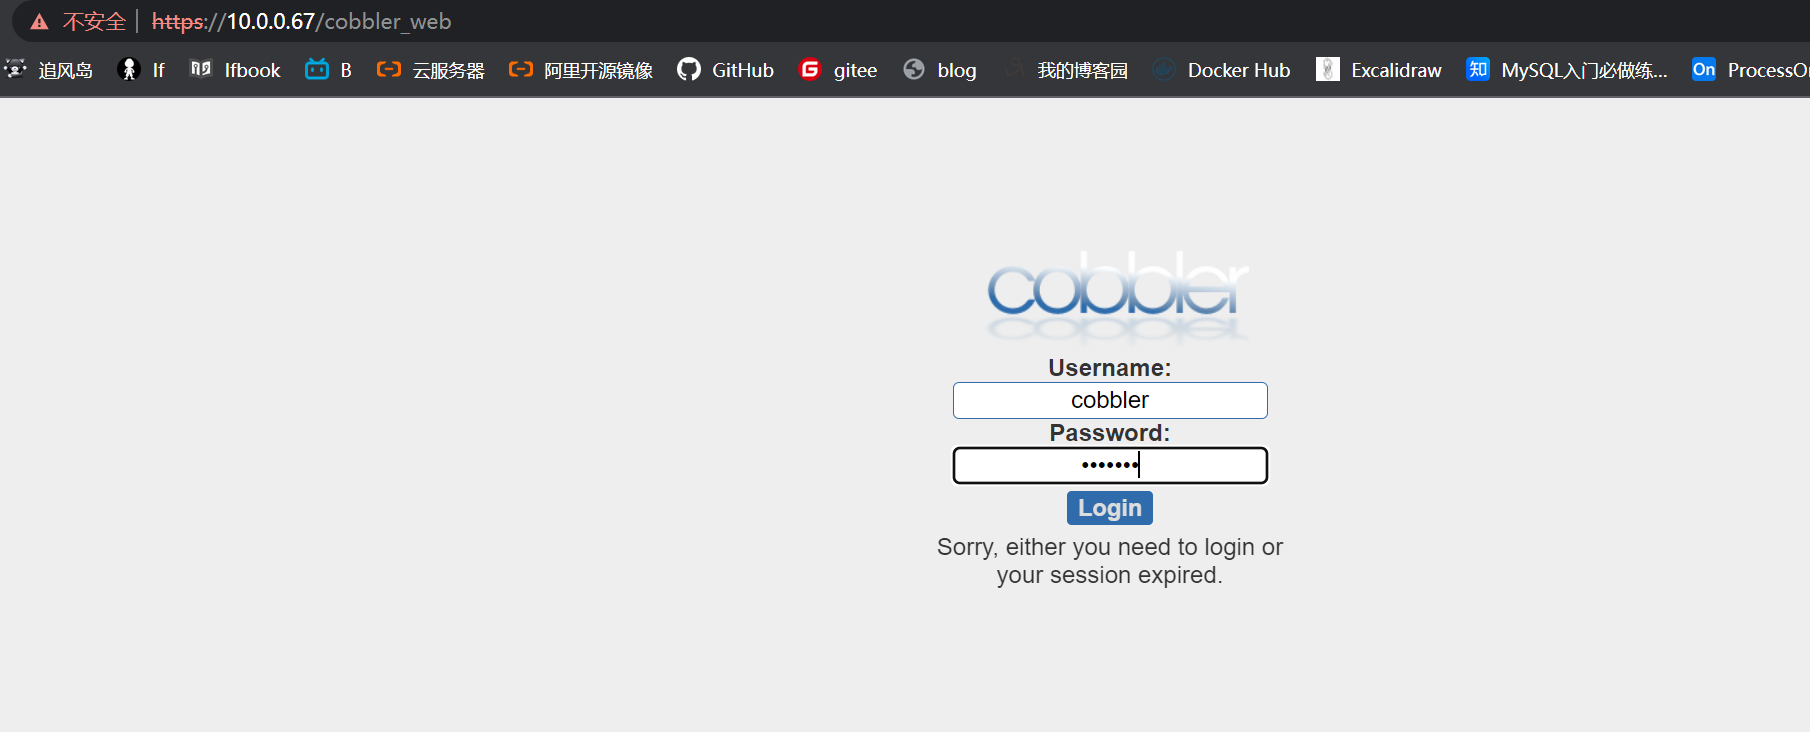 不安全 https://10.0.0.67/cobbler_web
追风岛 lf lfbook B 云服务器 阿里开源镜像 GitHub gitee blog 我的博客园 Docker Hub Excalidraw 知 MySQL入门必做练... On ProcessOn
cobbler
Username:
cobbler
Password:
•••••••
Login
Sorry, either you need to login or
your session expired.